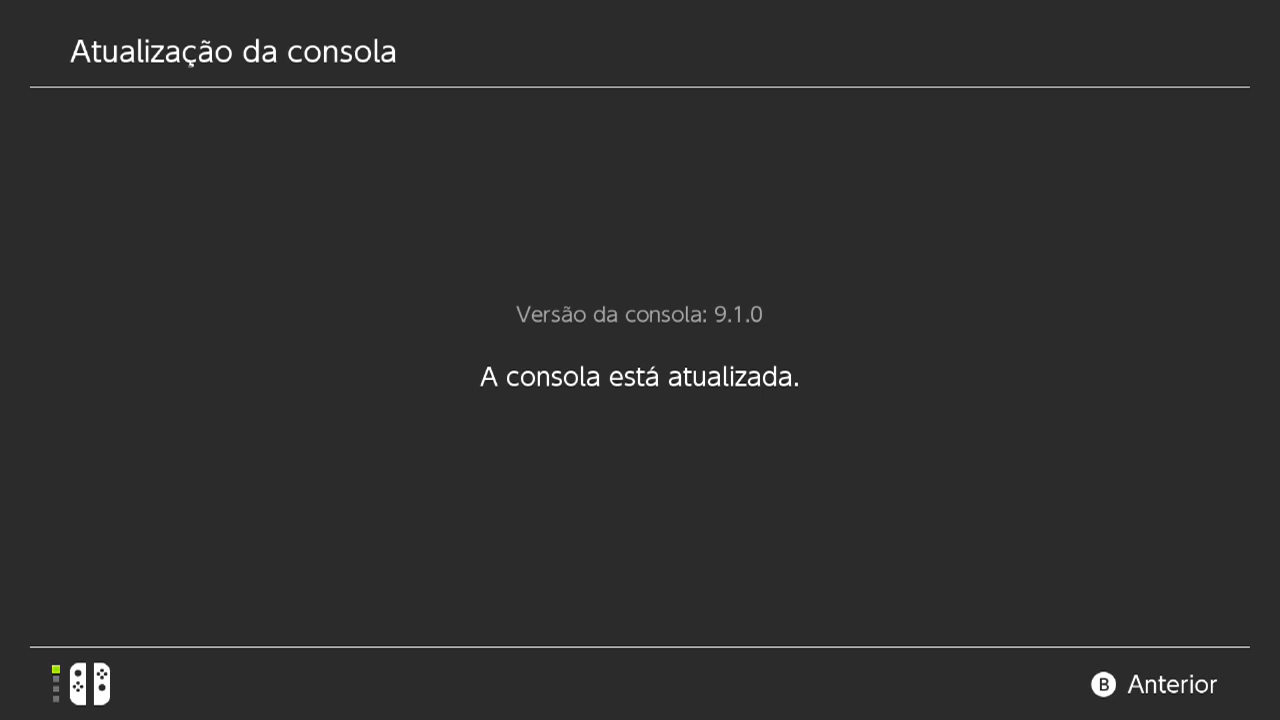 Atualização da consola
Versão da consola: 9.1.0
A consola está atualizada.
B Anterior